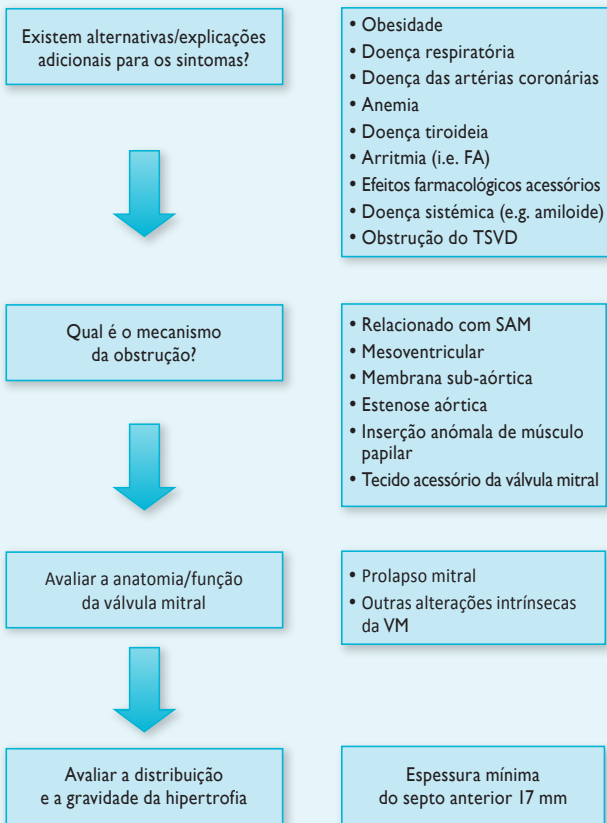 Existem alternativas/explicações
adicionais para os sintomas?
• Obesidade
• Doença respiratória
• Doença das artérias coronárias
• Anemia
• Doença tiroideia
• Arritmia (i.e. FA)
• Efeitos farmacológicos acessórios
• Doença sistémica (e.g. amiloide)
• Obstrução do TSVD
Qual é o mecanismo
da obstrução?
• Relacionado com SAM
• Mesoventricular
• Membrana sub-aórtica
• Estenose aórtica
• Inserção anómala de músculo
papilar
• Tecido acessório da válvula mitral
Avaliar a anatomia/função
da válvula mitral
• Prolapso mitral
• Outras alterações intrínsecas
da VM
Avaliar a distribuição
e a gravidade da hipertrofia
Espessura mínima
do septo anterior 17 mm